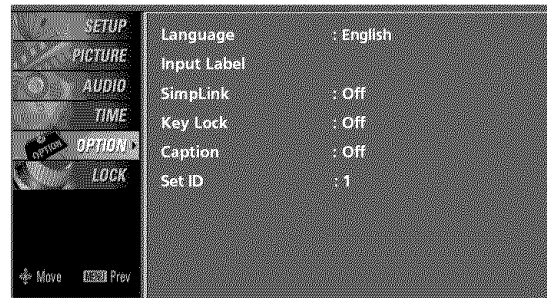 SETUP
PICTURE
AUDIO
TIME
OPTION
OPTION
LOCK
Move MENU Prev
Language : English
Input Label
SimpLink : Off
Key Lock : Off
Caption : Off
Set ID : 1